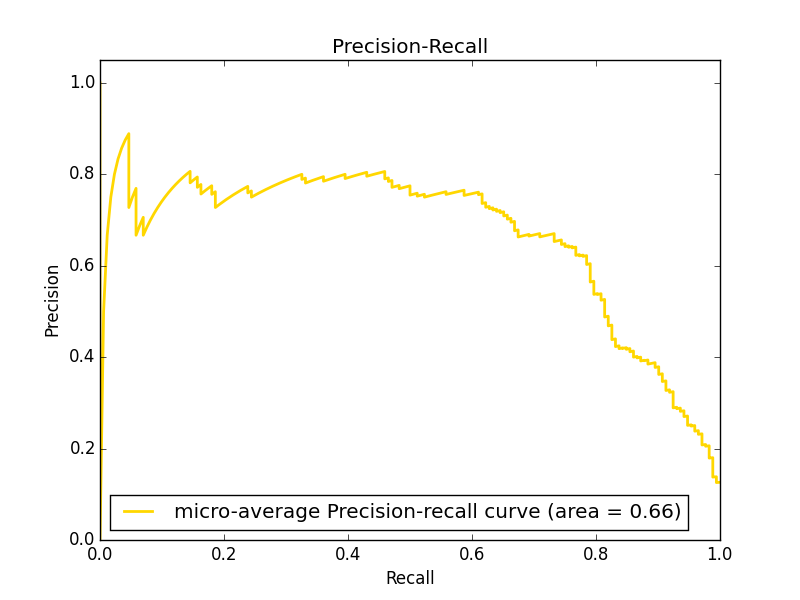 Precision-Recall
1.0
0.8
0.6
0.4
0.2
0.0
Precision
micro-average Precision-recall curve (area = 0.66)
0.0 0.2 0.4 0.6 0.8 1.0
Recall